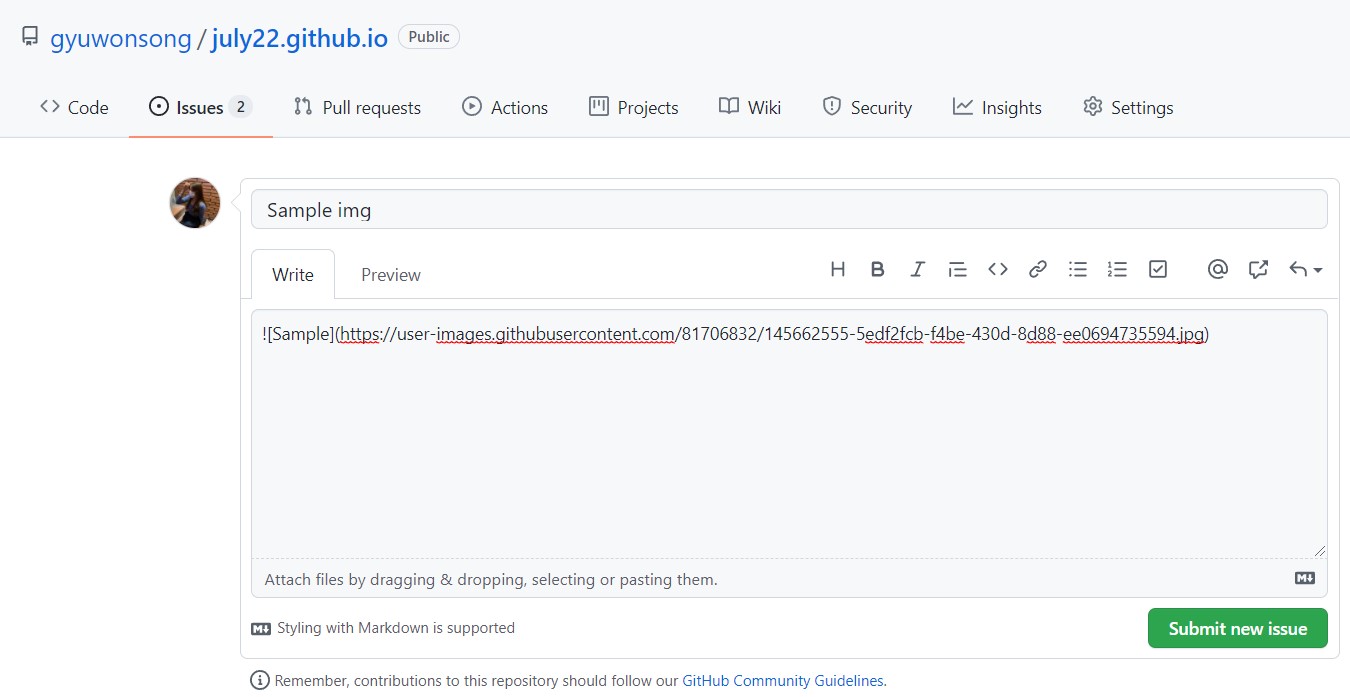 gyuwonsong / july22.github.io Public
Code Issues 2 Pull requests Actions Projects Wiki Security Insights Settings
Sample img
Write Preview
![Sample](https://user-images.githubusercontent.com/81706832/145662555-5edf2fcb-f4be-430d-8d88-ee0694735594.jpg)
Attach files by dragging & dropping, selecting or pasting them.
Styling with Markdown is supported
Submit new issue
Remember, contributions to this repository should follow our GitHub Community Guidelines.